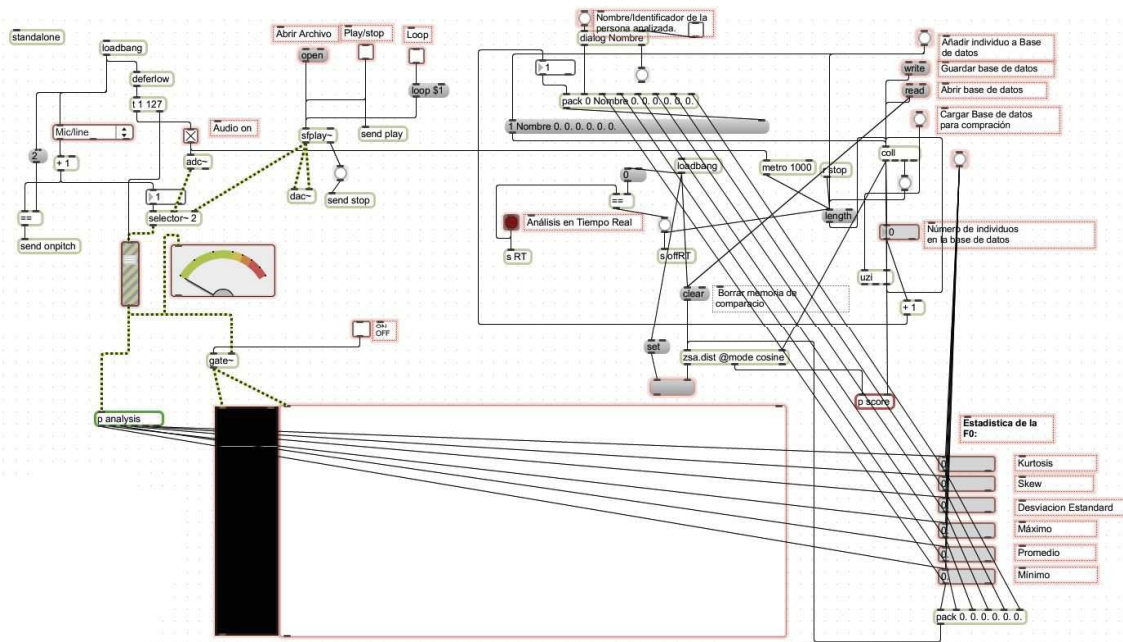 standalone
loadbang
deferlow
t 1 127
Mic/line
2
+ 1
Audio on
adc~
1
==
selector~ 2
send onpitch
Abrir Archivo
Play/stop
Loop
open
loop $1
sfplay~
send play
dac~
send stop
ON
OFF
gate~
p analysis
Nombre/Identificador de la
persona analizada.
dialog Nombre
1
pack 0 Nombre 0. 0. 0. 0. 0. 0.
1 Nombre 0. 0. 0. 0. 0. 0.
Añadir individuo a Base
de datos
write
Guardar base de datos
read
Abrir base de datos
Cargar Base de datos
para compración
coll
loadbang
metro 1000
r stop
0
==
length
Análisis en Tiempo Real
s RT
s offRT
0
Número de individuos
en la base de datos
uzi
+ 1
clear
Borrar memoria de
comparacio
set
zsa.dist @mode cosine
p score
Estadistica de la
F0:
0.
Kurtosis
0.
Skew
0.
Desviacion Estandard
0.
Máximo
0.
Promedio
0.
Mínimo
pack 0. 0. 0. 0. 0. 0.